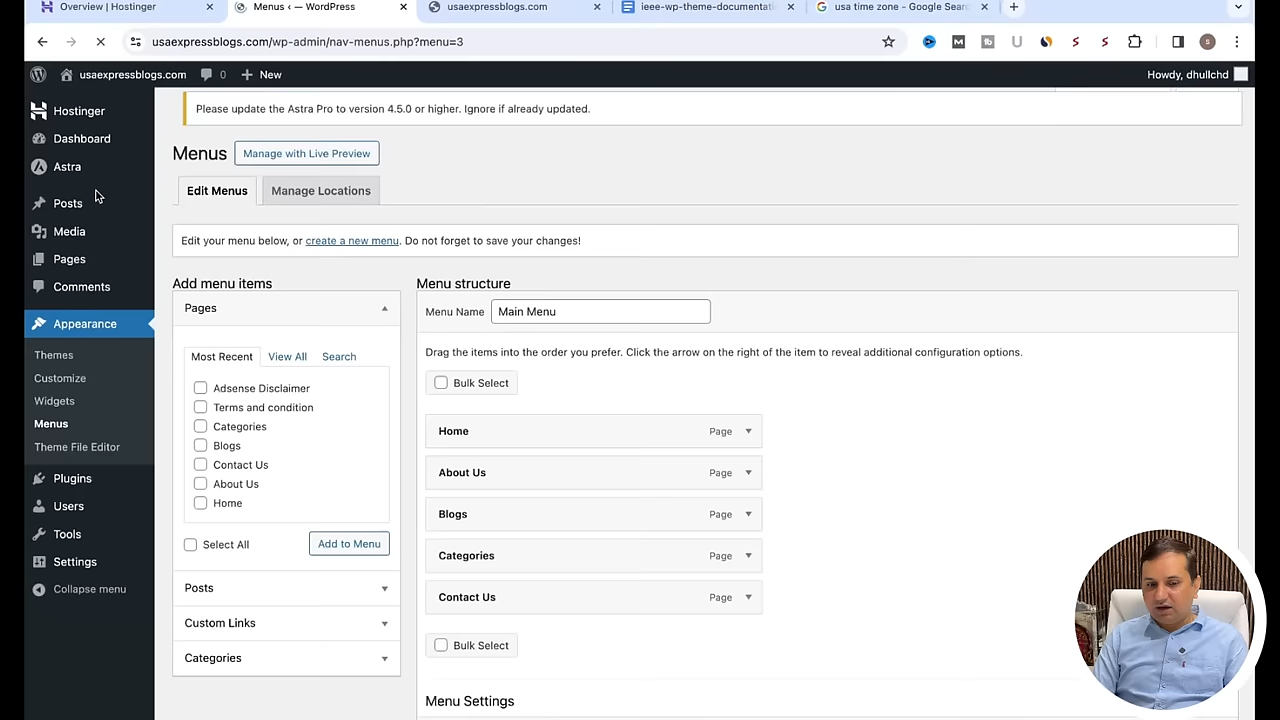 Overview | Hostinger
Menus ‹ — WordPress
usaexpressblogs.com
ieee-wp-theme-documentati
usa time zone - Google Sear
usaexpressblogs.com/wp-admin/nav-menus.php?menu=3
usaexpressblogs.com
0
New
Howdy, dhullchd
Hostinger
Dashboard
Astra
Posts
Media
Pages
Comments
Appearance
Themes
Customize
Widgets
Menus
Theme File Editor
Plugins
Users
Tools
Settings
Collapse menu
Please update the Astra Pro to version 4.5.0 or higher. Ignore if already updated.
Menus
Manage with Live Preview
Edit Menus
Manage Locations
Edit your menu below, or create a new menu. Do not forget to save your changes!
Add menu items
Pages
Most Recent
View All
Search
Adsense Disclaimer
Terms and condition
Categories
Blogs
Contact Us
About Us
Home
Select All
Add to Menu
Posts
Custom Links
Categories
Menu structure
Menu Name
Main Menu
Drag the items into the order you prefer. Click the arrow on the right of the item to reveal additional configuration options.
Bulk Select
Home Page
About Us Page
Blogs Page
Categories Page
Contact Us Page
Bulk Select
Menu Settings